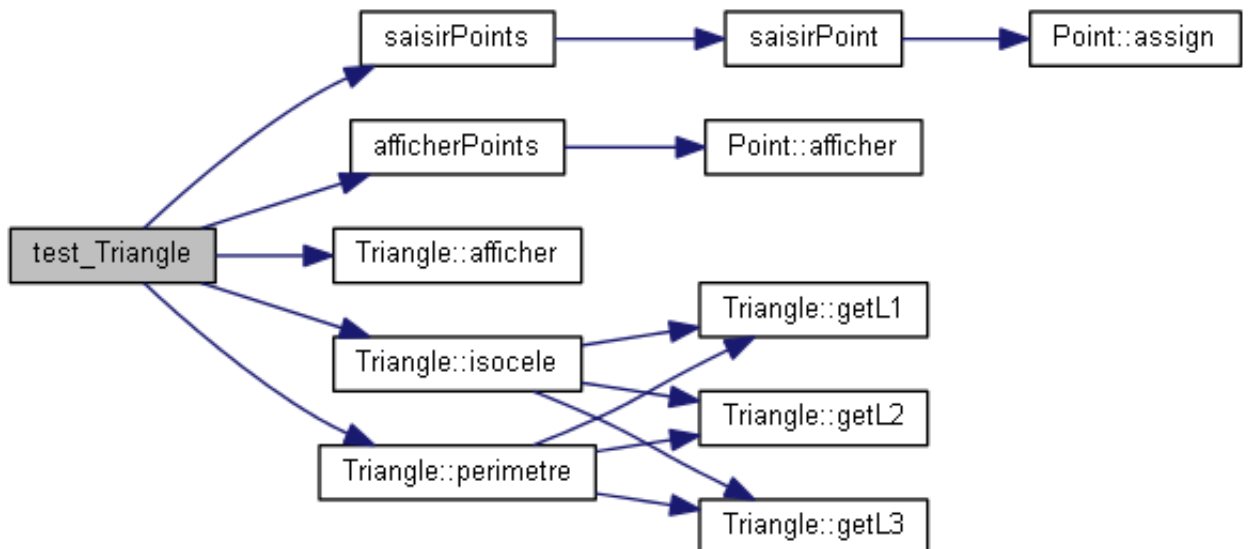 saisirPoints
saisirPoint
Point::assign
afficherPoints
Point::afficher
test_Triangle
Triangle::afficher
Triangle::getL1
Triangle::isocele
Triangle::getL2
Triangle::perimetre
Triangle::getL3